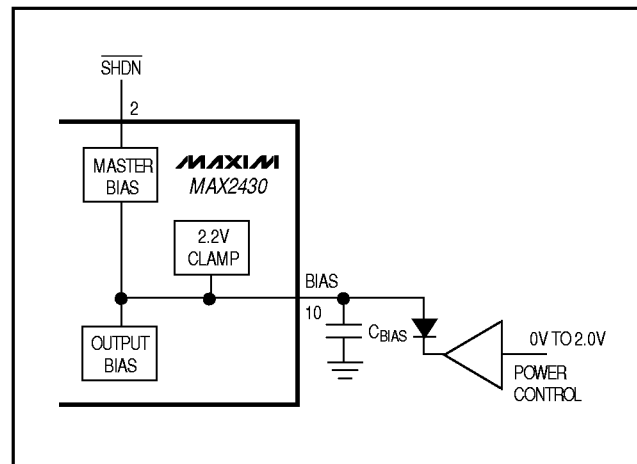 SHDN
2
MASTER
BIAS
MAXIM
MAX2430
2.2V
CLAMP
BIAS
10
CBIAS
OUTPUT
BIAS
0V TO 2.0V
POWER
CONTROL